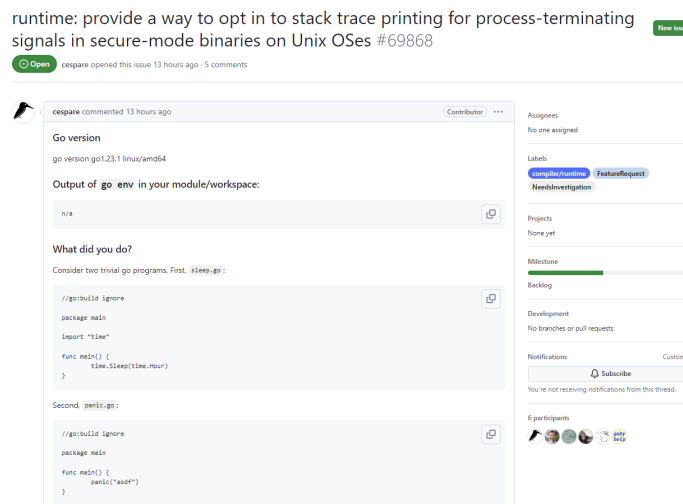 runtime: provide a way to opt in to stack trace printing for process-terminating
signals in secure-mode binaries on Unix OSes #69868
New iss
Open cespare opened this issue 13 hours ago · 5 comments
cespare commented 13 hours ago Contributor ···
Go version
go version go1.23.1 linux/amd64
Output of go env in your module/workspace:
n/a
What did you do?
Consider two trivial go programs. First, sleep.go :
//go:build ignore
package main
import "time"
func main() {
time.Sleep(time.Hour)
}
Second, panic.go :
//go:build ignore
package main
func main() {
panic("asdf")
}
Assignees
No one assigned
Labels
compiler/runtime FeatureRequest
NeedsInvestigation
Projects
None yet
Milestone
Backlog
Development
No branches or pull requests
Notifications Custom
Subscribe
You're not receiving notifications from this thread.
6 participants
gaby
help